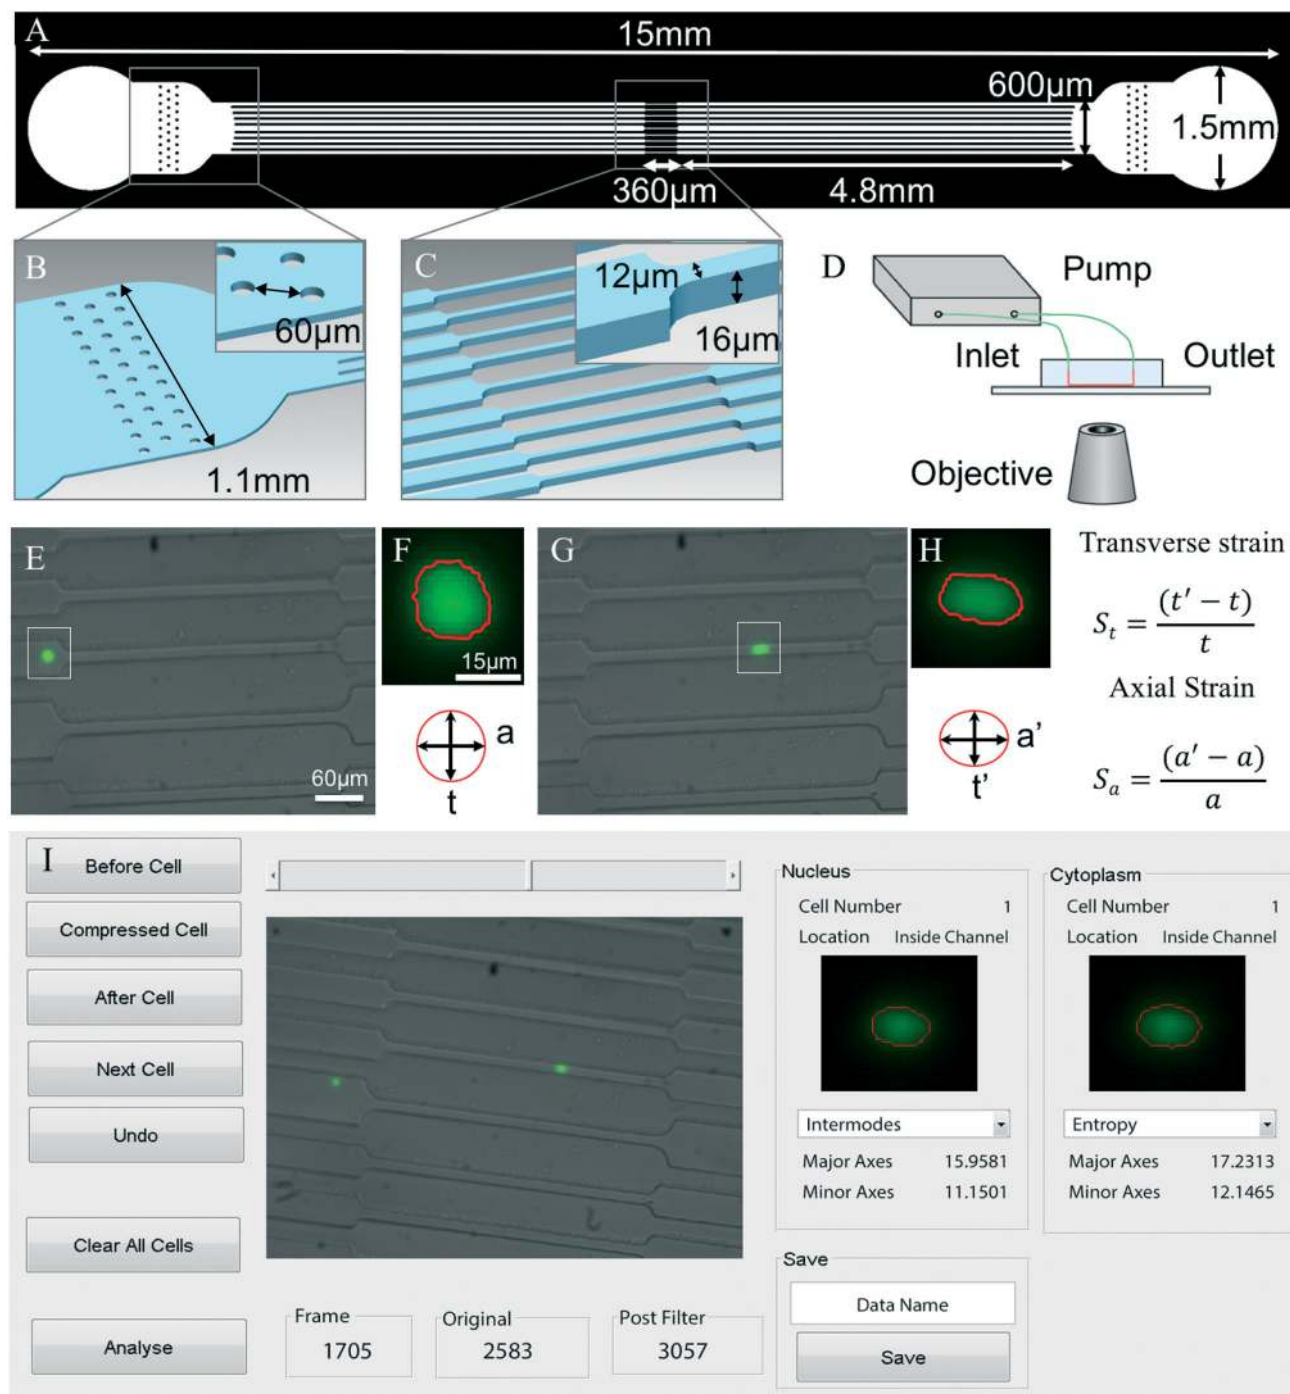 A
15mm
600µm
1.5mm
360µm
4.8mm
B
60µm
1.1mm
C
12µm
16µm
D
Pump
Inlet
Outlet
Objective
E
60µm
F
15µm
a
t
G
H
a'
t'
Transverse strain
S_t = (t' − t) / t
Axial Strain
S_a = (a' − a) / a
I
Before Cell
Compressed Cell
After Cell
Next Cell
Undo
Clear All Cells
Analyse
Frame
1705
Original
2583
Post Filter
3057
Nucleus
Cell Number 1
Location Inside Channel
Intermodes
Major Axes 15.9581
Minor Axes 11.1501
Cytoplasm
Cell Number 1
Location Inside Channel
Entropy
Major Axes 17.2313
Minor Axes 12.1465
Save
Data Name
Save